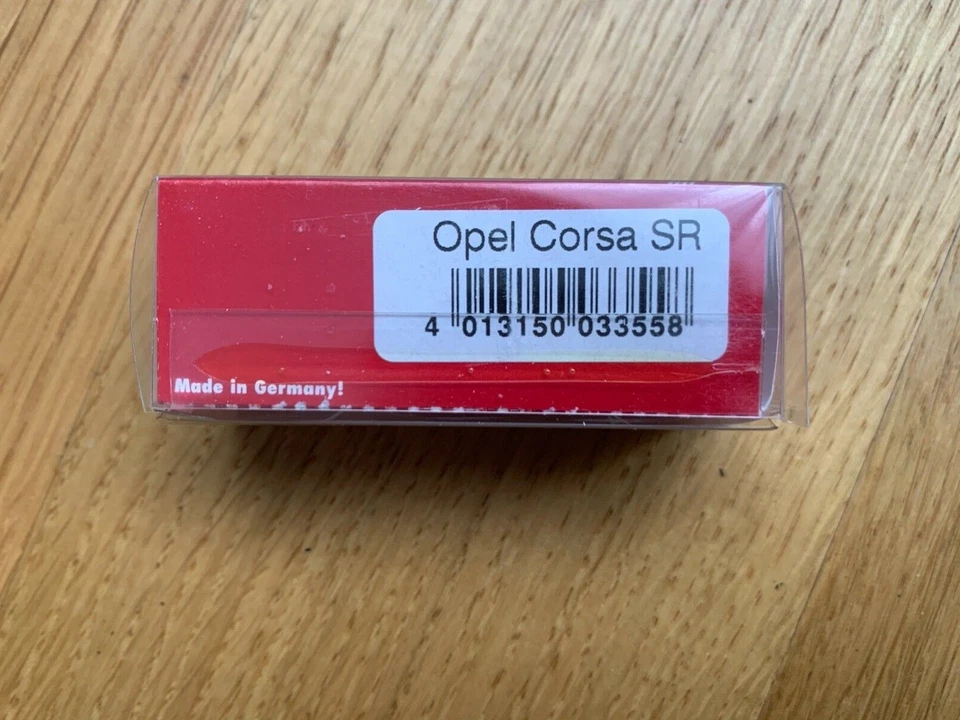 Opel Corsa SR
4 013150 033558
Made in Germany!